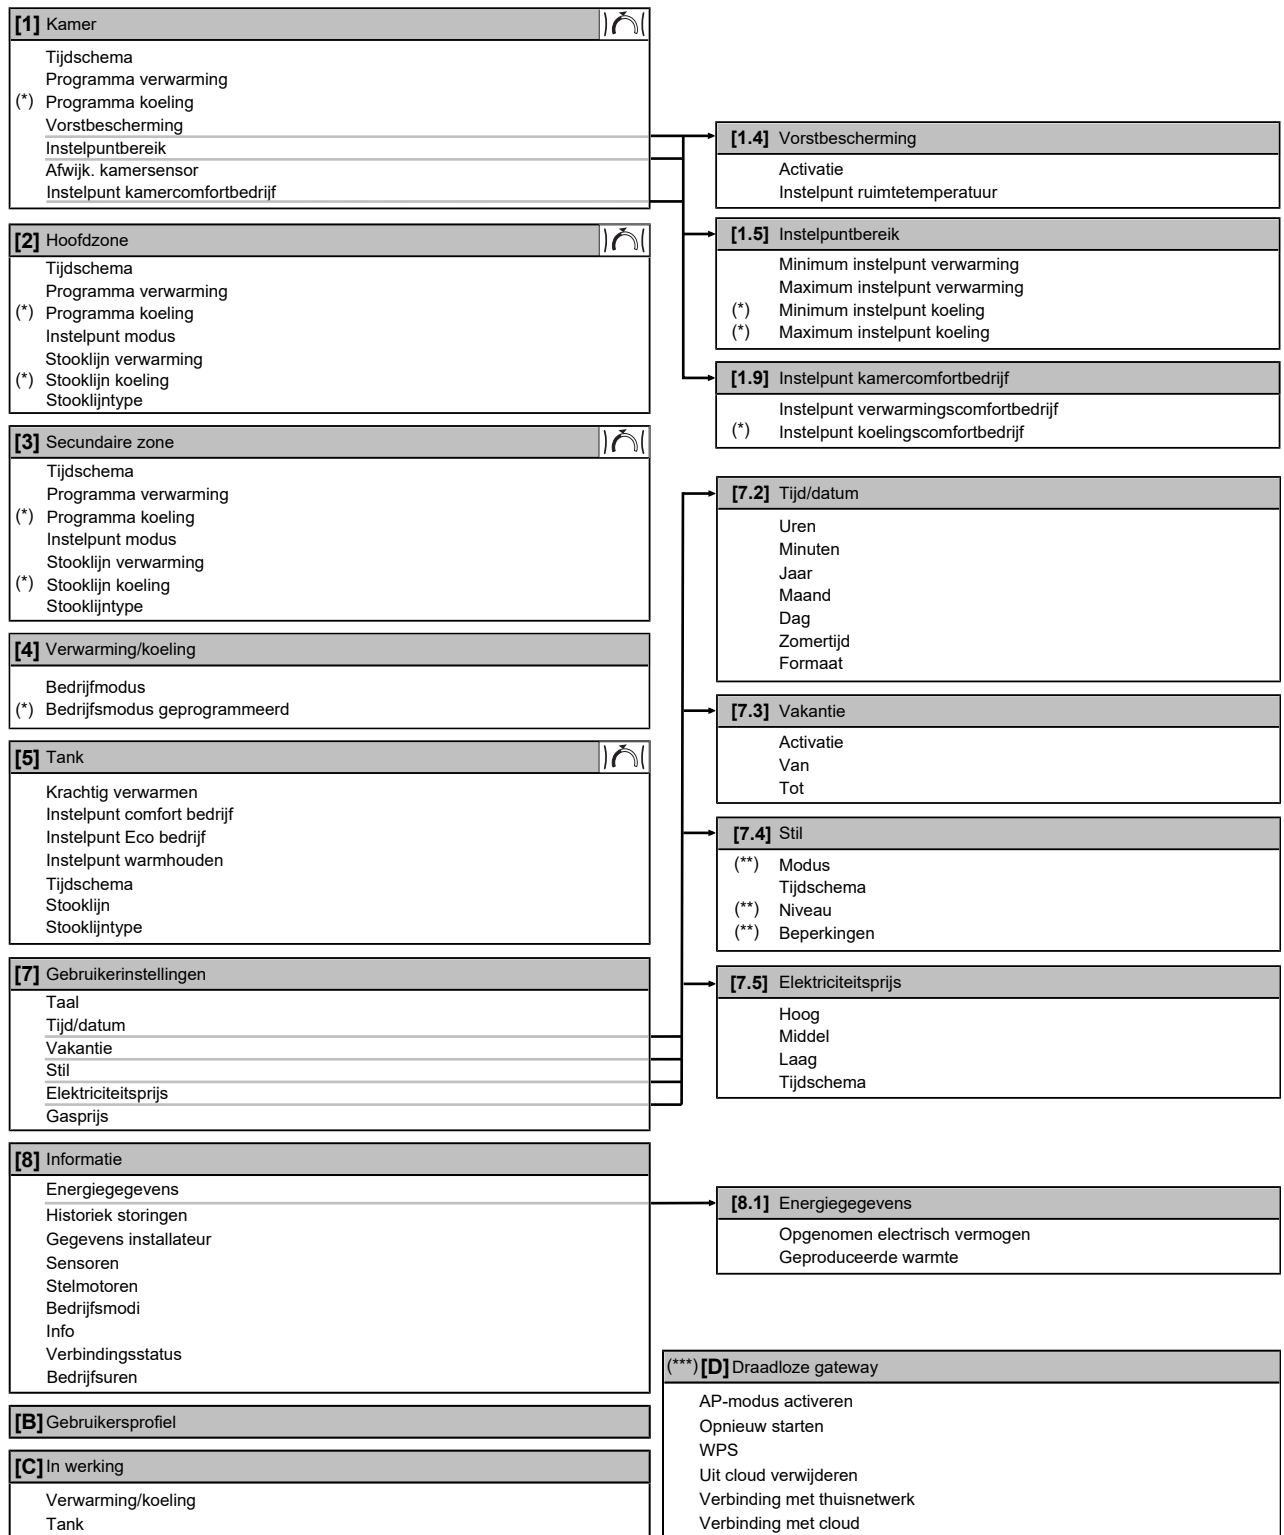 [1] Kamer
Tijdschema
Programma verwarming
(*) Programma koeling
Vorstbescherming
Instelpuntbereik
Afwijk. kamersensor
Instelpunt kamercomfortbedrijf
[2] Hoofdzone
Tijdschema
Programma verwarming
(*) Programma koeling
Instelpunt modus
Stooklijn verwarming
(*) Stooklijn koeling
Stooklijntype
[3] Secundaire zone
Tijdschema
Programma verwarming
(*) Programma koeling
Instelpunt modus
Stooklijn verwarming
(*) Stooklijn koeling
Stooklijntype
[4] Verwarming/koeling
Bedrijfmodus
(*) Bedrijfsmodus geprogrammeerd
[5] Tank
Krachtig verwarmen
Instelpunt comfort bedrijf
Instelpunt Eco bedrijf
Instelpunt warmhouden
Tijdschema
Stooklijn
Stooklijntype
[7] Gebruikerinstellingen
Taal
Tijd/datum
Vakantie
Stil
Elektriciteitsprijs
Gasprijs
[8] Informatie
Energiegegevens
Historiek storingen
Gegevens installateur
Sensoren
Stelmotoren
Bedrijfsmodi
Info
Verbindingsstatus
Bedrijfsuren
[B] Gebruikersprofiel
[C] In werking
Verwarming/koeling
Tank
[1.4] Vorstbescherming
Activatie
Instelpunt ruimtetemperatuur
[1.5] Instelpuntbereik
Minimum instelpunt verwarming
Maximum instelpunt verwarming
(*) Minimum instelpunt koeling
(*) Maximum instelpunt koeling
[1.9] Instelpunt kamercomfortbedrijf
Instelpunt verwarmingscomfortbedrijf
(*) Instelpunt koelingscomfortbedrijf
[7.2] Tijd/datum
Uren
Minuten
Jaar
Maand
Dag
Zomertijd
Formaat
[7.3] Vakantie
Activatie
Van
Tot
[7.4] Stil
(**) Modus
Tijdschema
(**) Niveau
(**) Beperkingen
[7.5] Elektriciteitsprijs
Hoog
Middel
Laag
Tijdschema
[8.1] Energiegegevens
Opgenomen electrisch vermogen
Geproduceerde warmte
(***) [D] Draadloze gateway
AP-modus activeren
Opnieuw starten
WPS
Uit cloud verwijderen
Verbinding met thuisnetwerk
Verbinding met cloud